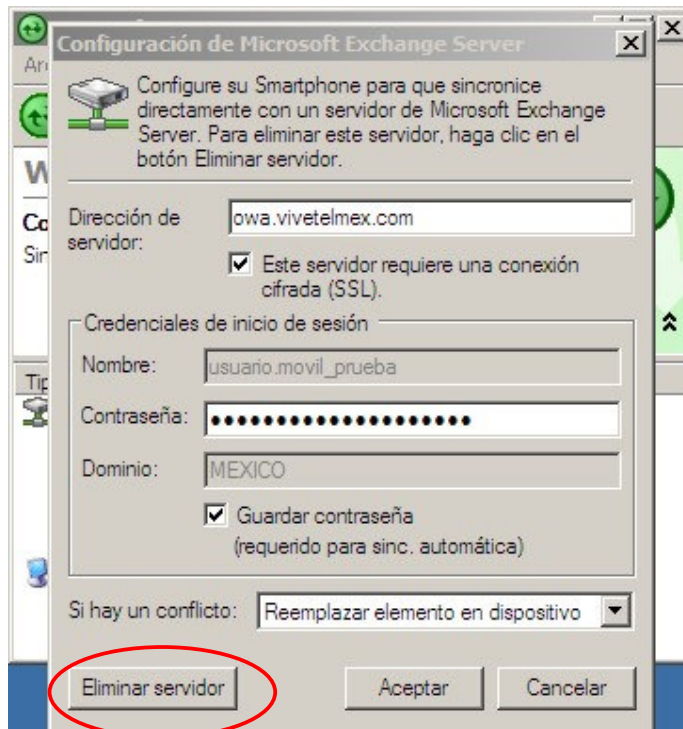 Configuración de Microsoft Exchange Server
Configure su Smartphone para que sincronice
directamente con un servidor de Microsoft Exchange
Server. Para eliminar este servidor, haga clic en el
botón Eliminar servidor.
Dirección de
servidor:
owa.vivetelmex.com
Este servidor requiere una conexión
cifrada (SSL).
Credenciales de inicio de sesión
Nombre:
usuario.movil_prueba
Contraseña:
●●●●●●●●●●●●●●●●●●●●
Dominio:
MEXICO
Guardar contraseña
(requerido para sinc. automática)
Si hay un conflicto:
Reemplazar elemento en dispositivo
Eliminar servidor
Aceptar
Cancelar